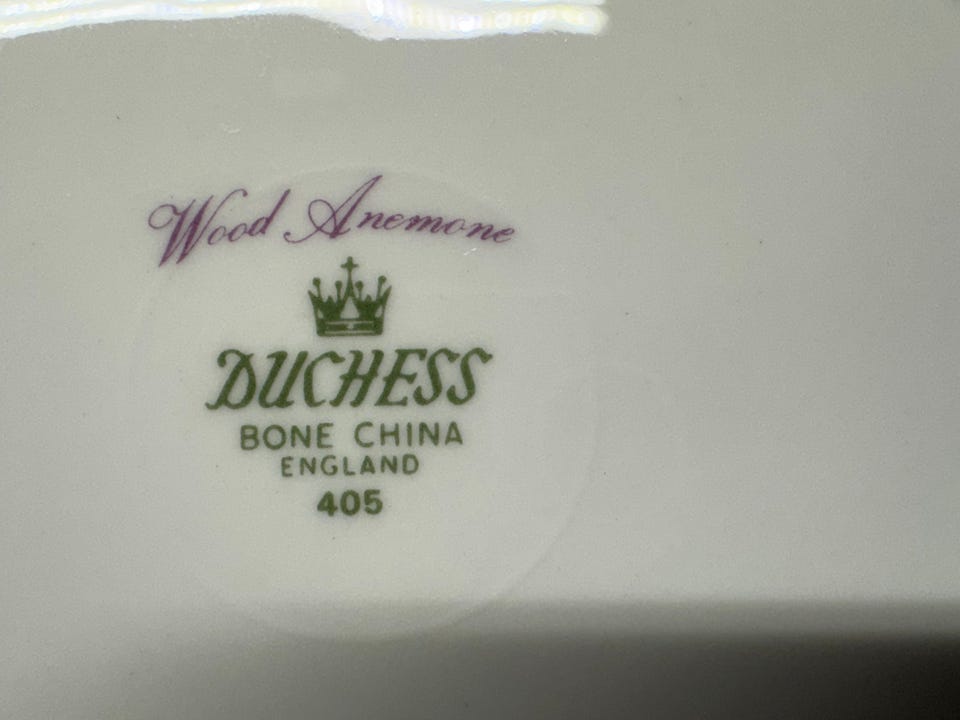 Wood Anemone
DUCHESS
BONE CHINA
ENGLAND
405